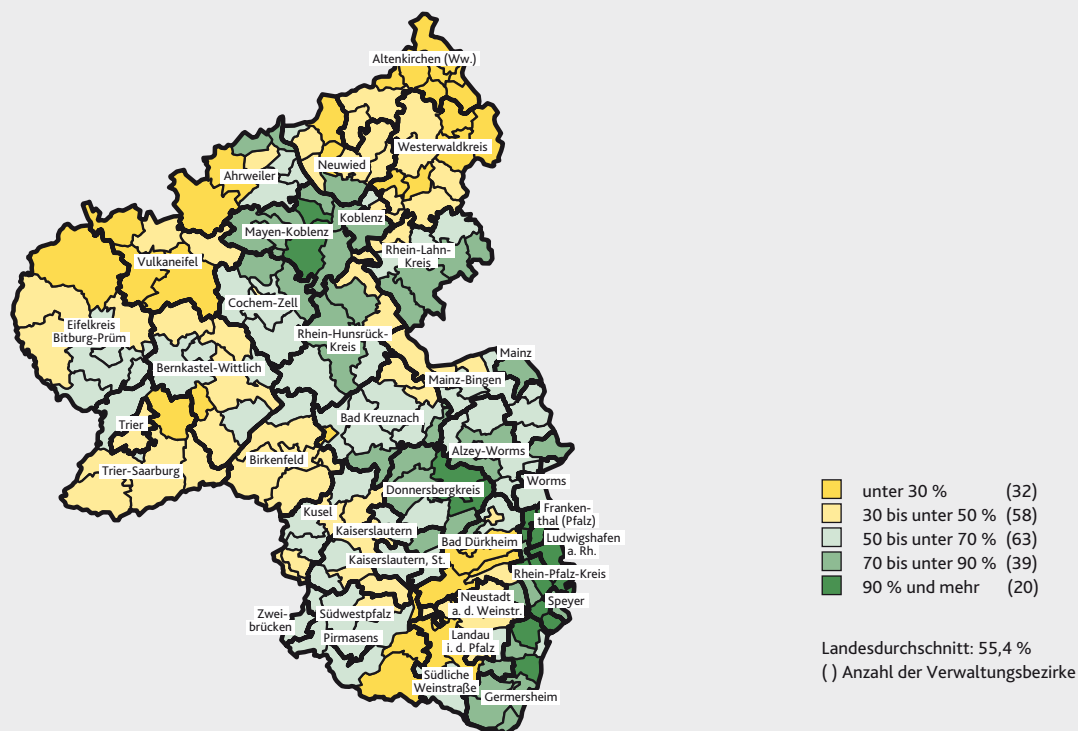 Altenkirchen (Ww.)
Westerwaldkreis
Neuwied
Ahrweiler
Koblenz
Mayen-Koblenz
Rhein-Lahn-
Kreis
Vulkaneifel
Cochem-Zell
Eifelkreis
Bitburg-Prüm
Rhein-Hunsrück-
Kreis
Mainz
Bernkastel-Wittlich
Mainz-Bingen
Bad Kreuznach
Trier
Alzey-Worms
Birkenfeld
Trier-Saarburg
Worms
Donnersbergkreis
Kusel
Franken-
thal (Pfalz)
Kaiserslautern
Ludwigshafen
a. Rh.
Bad Dürkheim
Kaiserslautern, St.
Rhein-Pfalz-Kreis
Neustadt
a. d. Weinstr.
Speyer
Zwei-
brücken
Südwestpfalz
Pirmasens
Landau
i. d. Pfalz
Südliche
Weinstraße
Germersheim
unter 30 % (32)
30 bis unter 50 % (58)
50 bis unter 70 % (63)
70 bis unter 90 % (39)
90 % und mehr (20)
Landesdurchschnitt: 55,4 %
( ) Anzahl der Verwaltungsbezirke